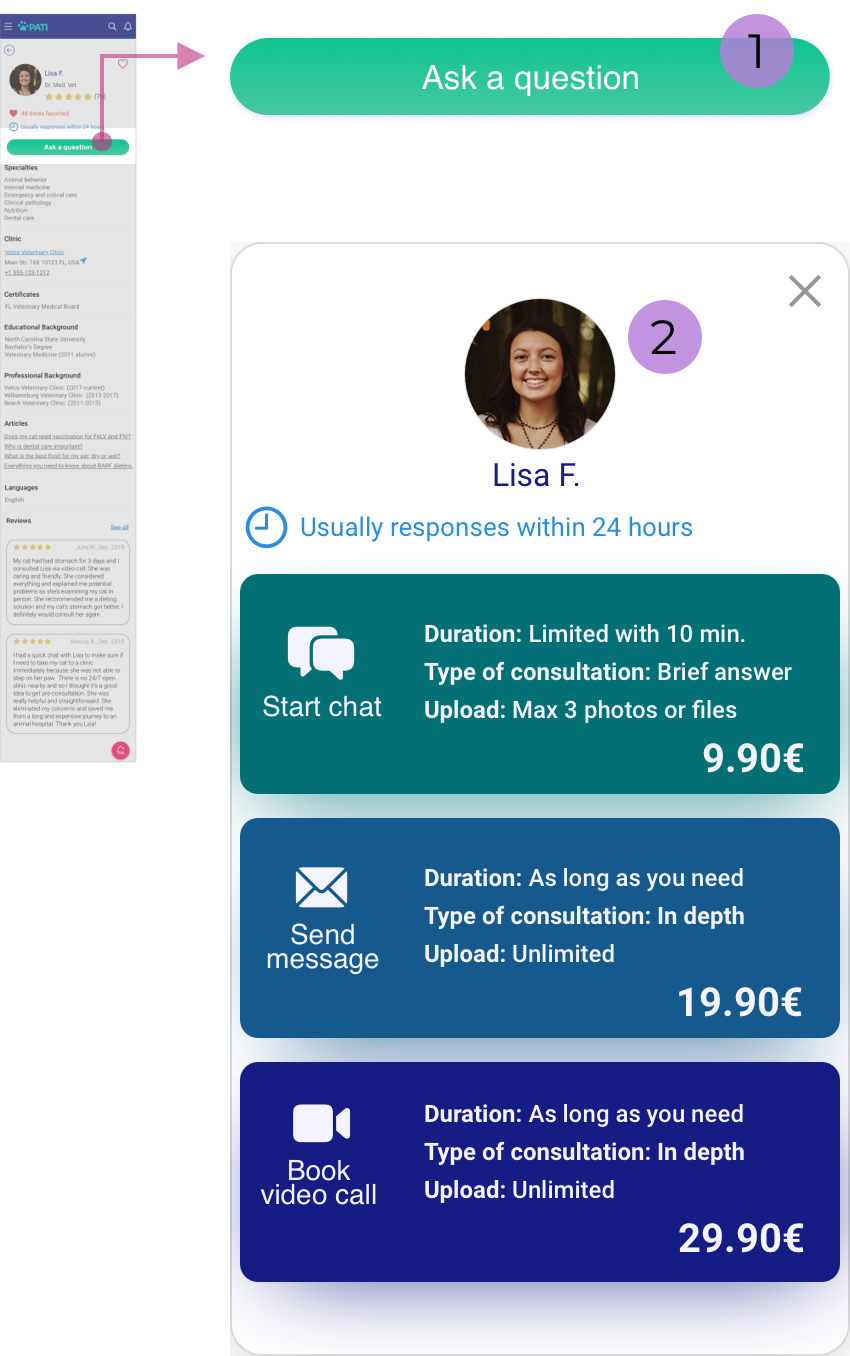 PATI
Lisa F.
Dr. Med. Vet.
48 times favorited
Usually responses within 24 hours
Ask a question
Specialties
Animal behavior
Internal medicine
Emergency and critical care
Clinical pathology
Nutrition
Dental care
Clinic
Vetco Veterinary Clinic
Main Str. 168 10123 FL, USA
+1 555-123-1212
Certificates
FL Veterinary Medical Board
Educational Background
North Carolina State University
Bachelor's Degree
Veterinary Medicine (2011 alumni)
Professional Background
Vetco Veterinary Clinic (2017-current)
Williamsburg Veterinary Clinic (2013-2017)
Beach Veterinary Clinic (2011-2013)
Articles
Does my cat need vaccination for FeLV and FIV?
Why is dental care important?
What is the best food for my pet: dry or wet?
Everything you need to know about BARF dieting.
Languages
English
Reviews
See all
June N., Dec. 2019
My cat had bad stomach for 3 days and I
consulted Lisa via video call. She was
caring and friendly. She considered
everything and explained me potential
problems as she's examining my cat in
person. She recommended me a dieting
solution and my cat's stomach got better. I
definitely would consult her again.
Alessia R., Dec. 2019
I had a quick chat with Lisa to make sure if
I need to take my cat to a clinic
immediately because she was not able to
step on her paw. There is no 24/7 open
clinic nearby and so I thought it's a good
idea to get pre-consultation. She was
really helpful and straightforward. She
eliminated my concerns and saved me
from a long and expensive journey to an
animal hospital. Thank you Lisa!
Top
Ask a question
1
2
Lisa F.
Usually responses within 24 hours
Start chat
Duration: Limited with 10 min.
Type of consultation: Brief answer
Upload: Max 3 photos or files
9.90€
Send
message
Duration: As long as you need
Type of consultation: In depth
Upload: Unlimited
19.90€
Book
video call
Duration: As long as you need
Type of consultation: In depth
Upload: Unlimited
29.90€